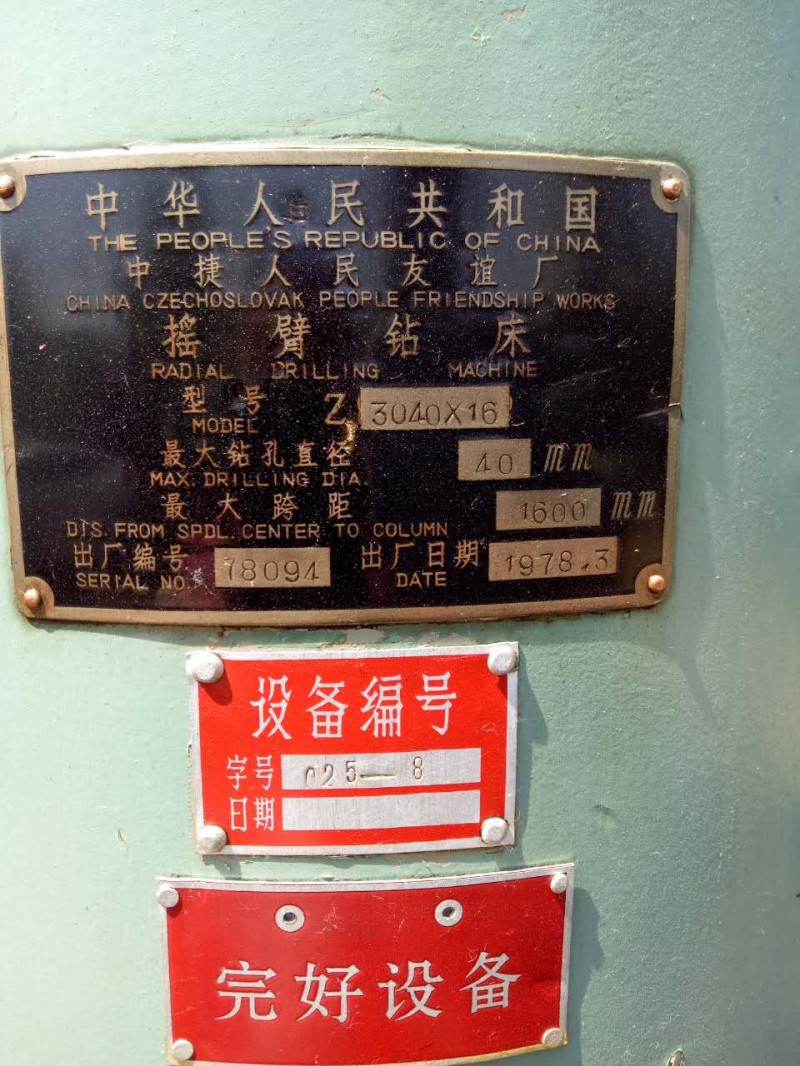 中华人民共和国
THE PEOPLE'S REPUBLIC OF CHINA
中捷人民友谊厂
CHINA CZECHOSLOVAK PEOPLE FRIENDSHIP WORKS
摇臂钻床
RADIAL DRILLING MACHINE
型号 Z 3040X16
MODEL
最大钻孔直径 40 mm
MAX. DRILLING DIA.
最大跨距 1600 mm
DIS. FROM SPDL. CENTER TO COLUMN
出厂编号 78094 出厂日期 1978.3
SERIAL NO. DATE
设备编号
字号 025—8
日期
完好设备